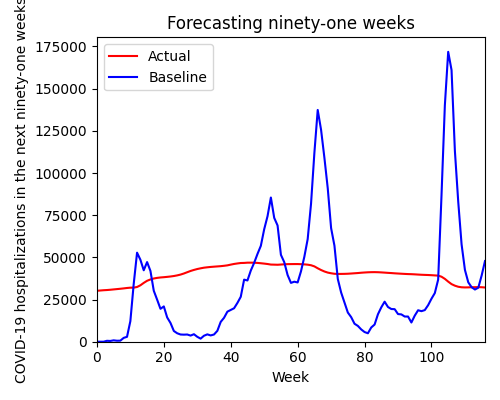 Forecasting ninety-one weeks
COVID-19 hospitalizations in the next ninety-one weeks
175000
150000
125000
100000
75000
50000
25000
0
Actual
Baseline
0 20 40 60 80 100
Week